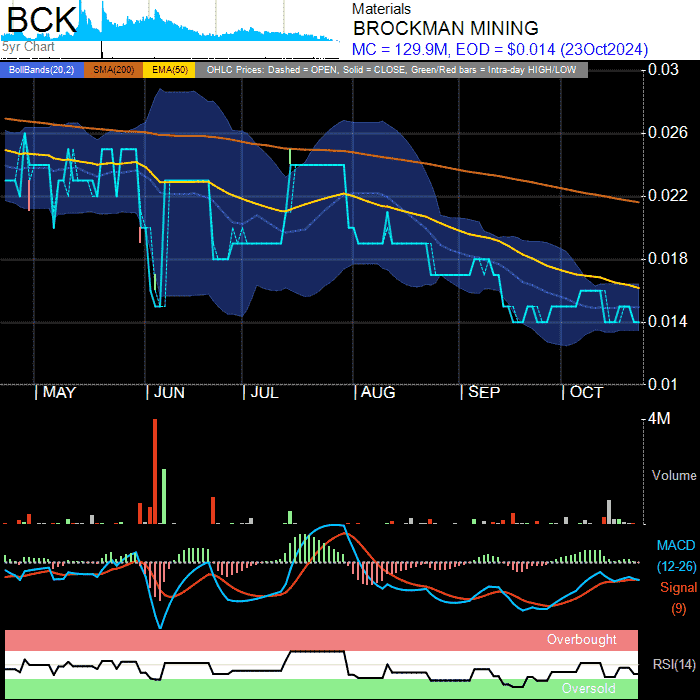 BCK
5yr Chart
Materials
BROCKMAN MINING
MC = 129.9M, EOD = $0.014 (23Oct2024)
BollBands(20,2) SMA(200) EMA(50) OHLC Prices: Dashed = OPEN, Solid = CLOSE, Green/Red bars = Intra-day HIGH/LOW
0.03
0.026
0.022
0.018
0.014
0.01
MAY JUN JUL AUG SEP OCT
4M
Volume
MACD
(12-26)
Signal
(9)
Overbought
RSI(14)
Oversold